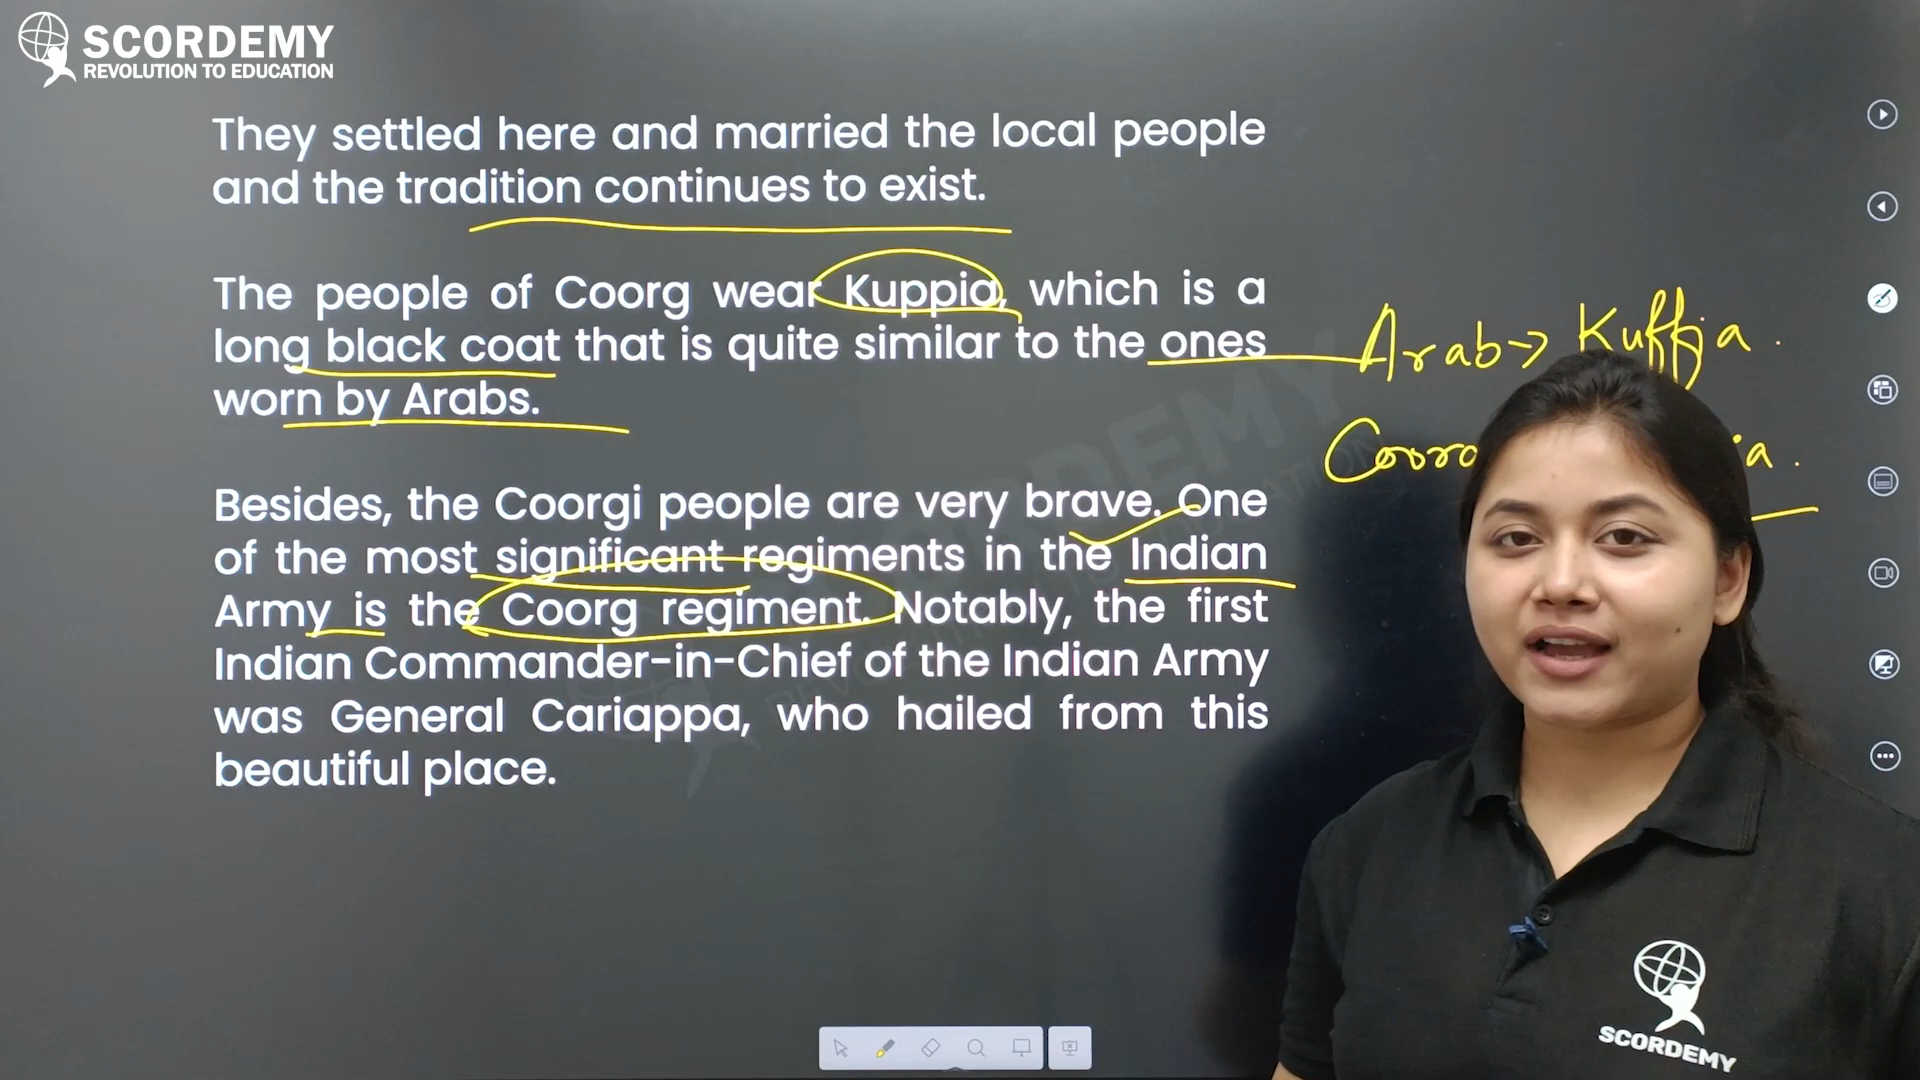 SCORDEMY
REVOLUTION TO EDUCATION
They settled here and married the local people
and the tradition continues to exist.
The people of Coorg wear Kuppia, which is a
long black coat that is quite similar to the ones
worn by Arabs.
Arab → Kuffja.
Besides, the Coorgi people are very brave. One
of the most significant regiments in the Indian
Army is the Coorg regiment. Notably, the first
Indian Commander-in-Chief of the Indian Army
was General Cariappa, who hailed from this
beautiful place.
SCORDEMY